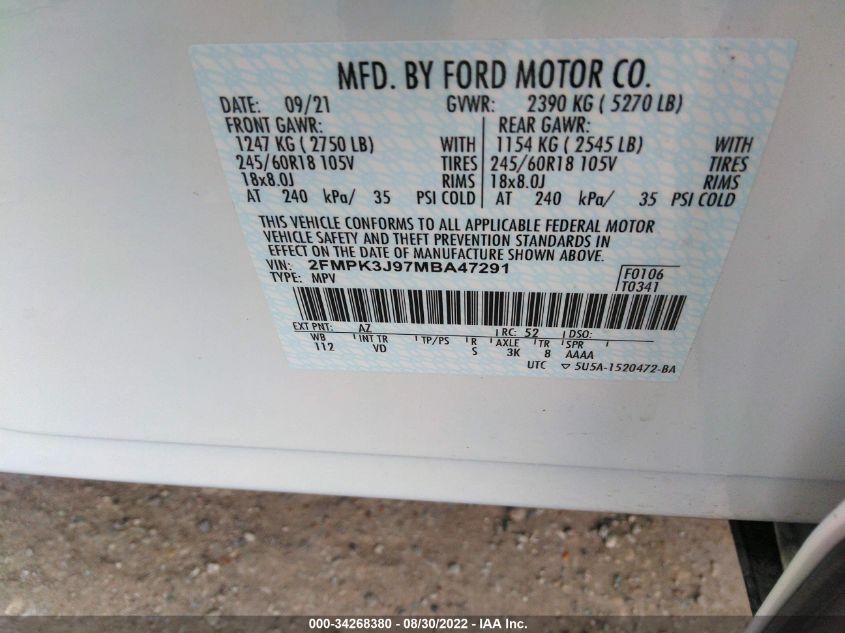 MFD. BY FORD MOTOR CO.
DATE: 09/21 GVWR: 2390 KG ( 5270 LB)
FRONT GAWR: REAR GAWR:
1247 KG ( 2750 LB) WITH 1154 KG ( 2545 LB) WITH
245/60R18 105V TIRES 245/60R18 105V TIRES
18x8.0J RIMS 18x8.0J RIMS
AT 240 kPa/ 35 PSI COLD AT 240 kPa/ 35 PSI COLD
THIS VEHICLE CONFORMS TO ALL APPLICABLE FEDERAL MOTOR
VEHICLE SAFETY AND THEFT PREVENTION STANDARDS IN
EFFECT ON THE DATE OF MANUFACTURE SHOWN ABOVE.
VIN: 2FMPK3J97MBA47291 F0106
TYPE: MPV T0341
EXT PNT: AZ RC: 52 DSO:
WB INT TR TP/PS R AXLE TR SPR
112 VD S 3K 8 AAAA
UTC ▽ 5U5A-1520472-BA
000-34268380 - 08/30/2022 - IAA Inc.